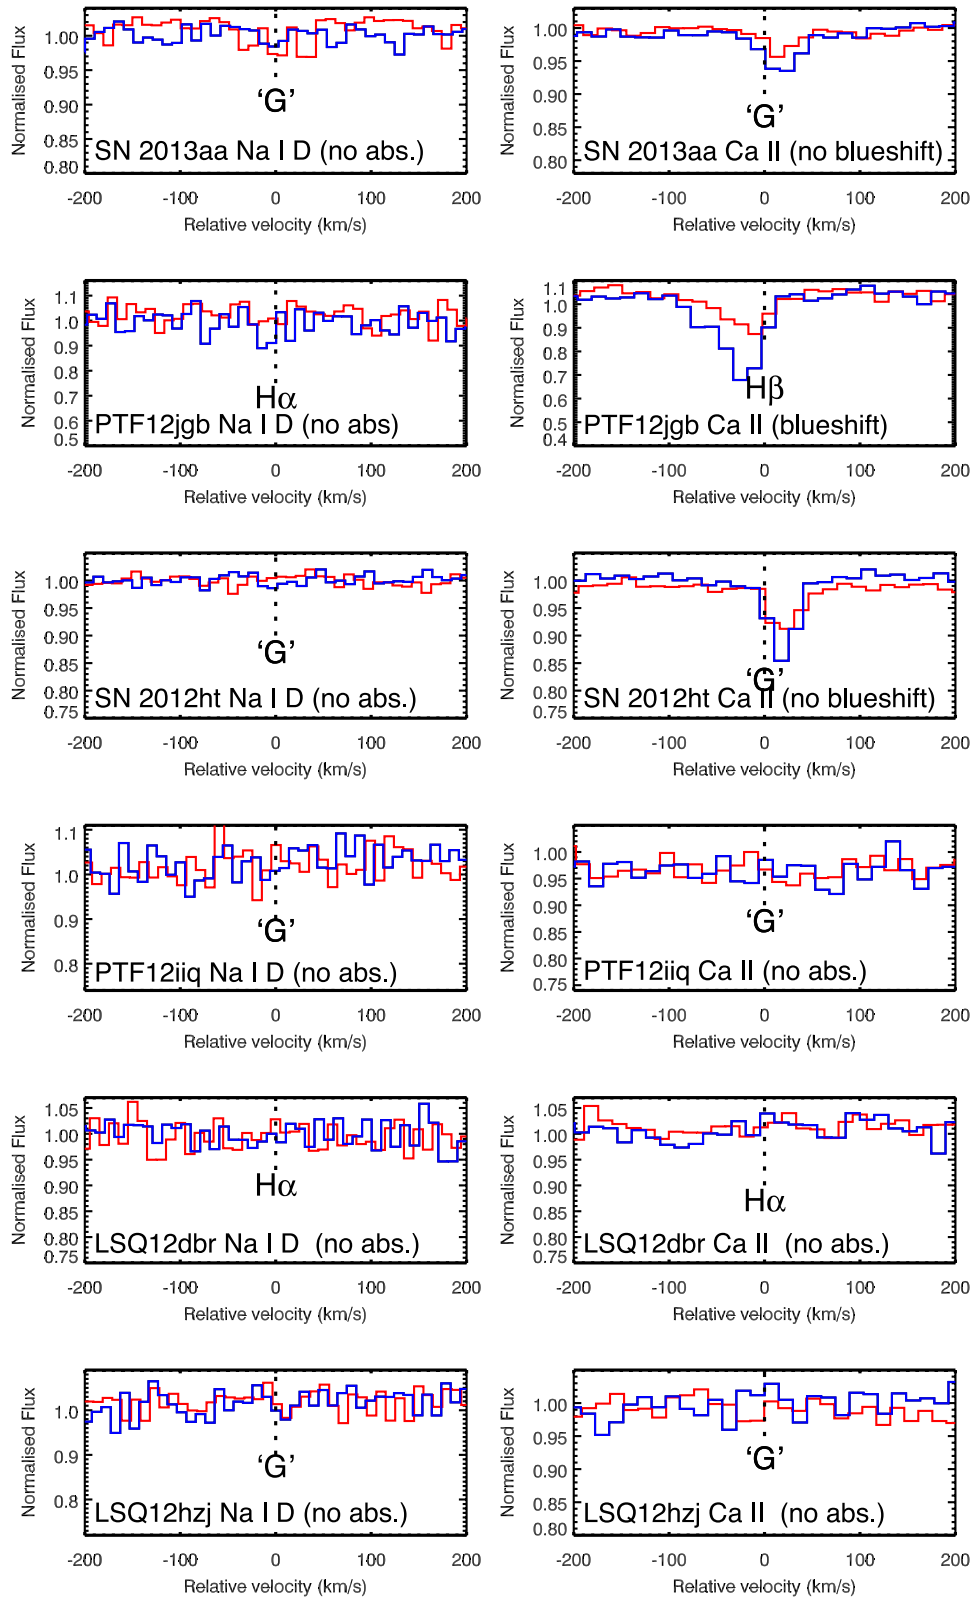 Normalised Flux
1.00
0.95
0.90
0.85
0.80
'G'
SN 2013aa Na I D (no abs.)
-200 -100 0 100 200
Relative velocity (km/s)
Normalised Flux
1.00
0.95
0.90
0.85
0.80
'G'
SN 2013aa Ca II (no blueshift)
-200 -100 0 100 200
Relative velocity (km/s)
Normalised Flux
1.1
1.0
0.9
0.8
0.7
0.6
0.5
Hα
PTF12jgb Na I D (no abs)
-200 -100 0 100 200
Relative velocity (km/s)
Normalised Flux
1.1
1.0
0.9
0.8
0.7
0.6
0.5
0.4
Hβ
PTF12jgb Ca II (blueshift)
-200 -100 0 100 200
Relative velocity (km/s)
Normalised Flux
1.00
0.95
0.90
0.85
0.80
0.75
'G'
SN 2012ht Na I D (no abs.)
-200 -100 0 100 200
Relative velocity (km/s)
Normalised Flux
1.00
0.95
0.90
0.85
0.80
0.75
'G'
SN 2012ht Ca II (no blueshift)
-200 -100 0 100 200
Relative velocity (km/s)
Normalised Flux
1.1
1.0
0.9
0.8
'G'
PTF12iiq Na I D (no abs.)
-200 -100 0 100 200
Relative velocity (km/s)
Normalised Flux
1.00
0.95
0.90
0.85
0.80
0.75
'G'
PTF12iiq Ca II (no abs.)
-200 -100 0 100 200
Relative velocity (km/s)
Normalised Flux
1.05
1.00
0.95
0.90
0.85
0.80
0.75
Hα
LSQ12dbr Na I D (no abs.)
-200 -100 0 100 200
Relative velocity (km/s)
Normalised Flux
1.05
1.00
0.95
0.90
0.85
0.80
0.75
Hα
LSQ12dbr Ca II (no abs.)
-200 -100 0 100 200
Relative velocity (km/s)
Normalised Flux
1.0
0.9
0.8
'G'
LSQ12hzj Na I D (no abs.)
-200 -100 0 100 200
Relative velocity (km/s)
Normalised Flux
1.00
0.95
0.90
0.85
0.80
'G'
LSQ12hzj Ca II (no abs.)
-200 -100 0 100 200
Relative velocity (km/s)